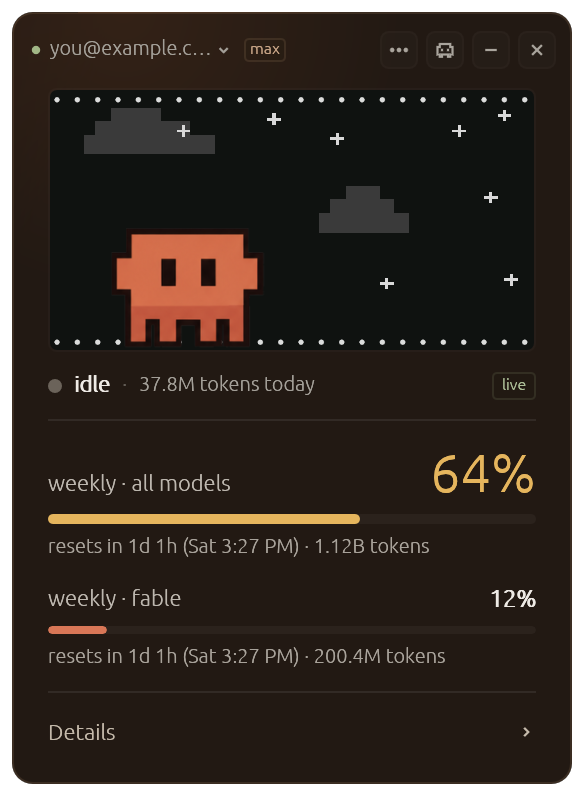 you@example.c... max
idle · 37.8M tokens today live
weekly · all models 64%
resets in 1d 1h (Sat 3:27 PM) · 1.12B tokens
weekly · fable 12%
resets in 1d 1h (Sat 3:27 PM) · 200.4M tokens
Details